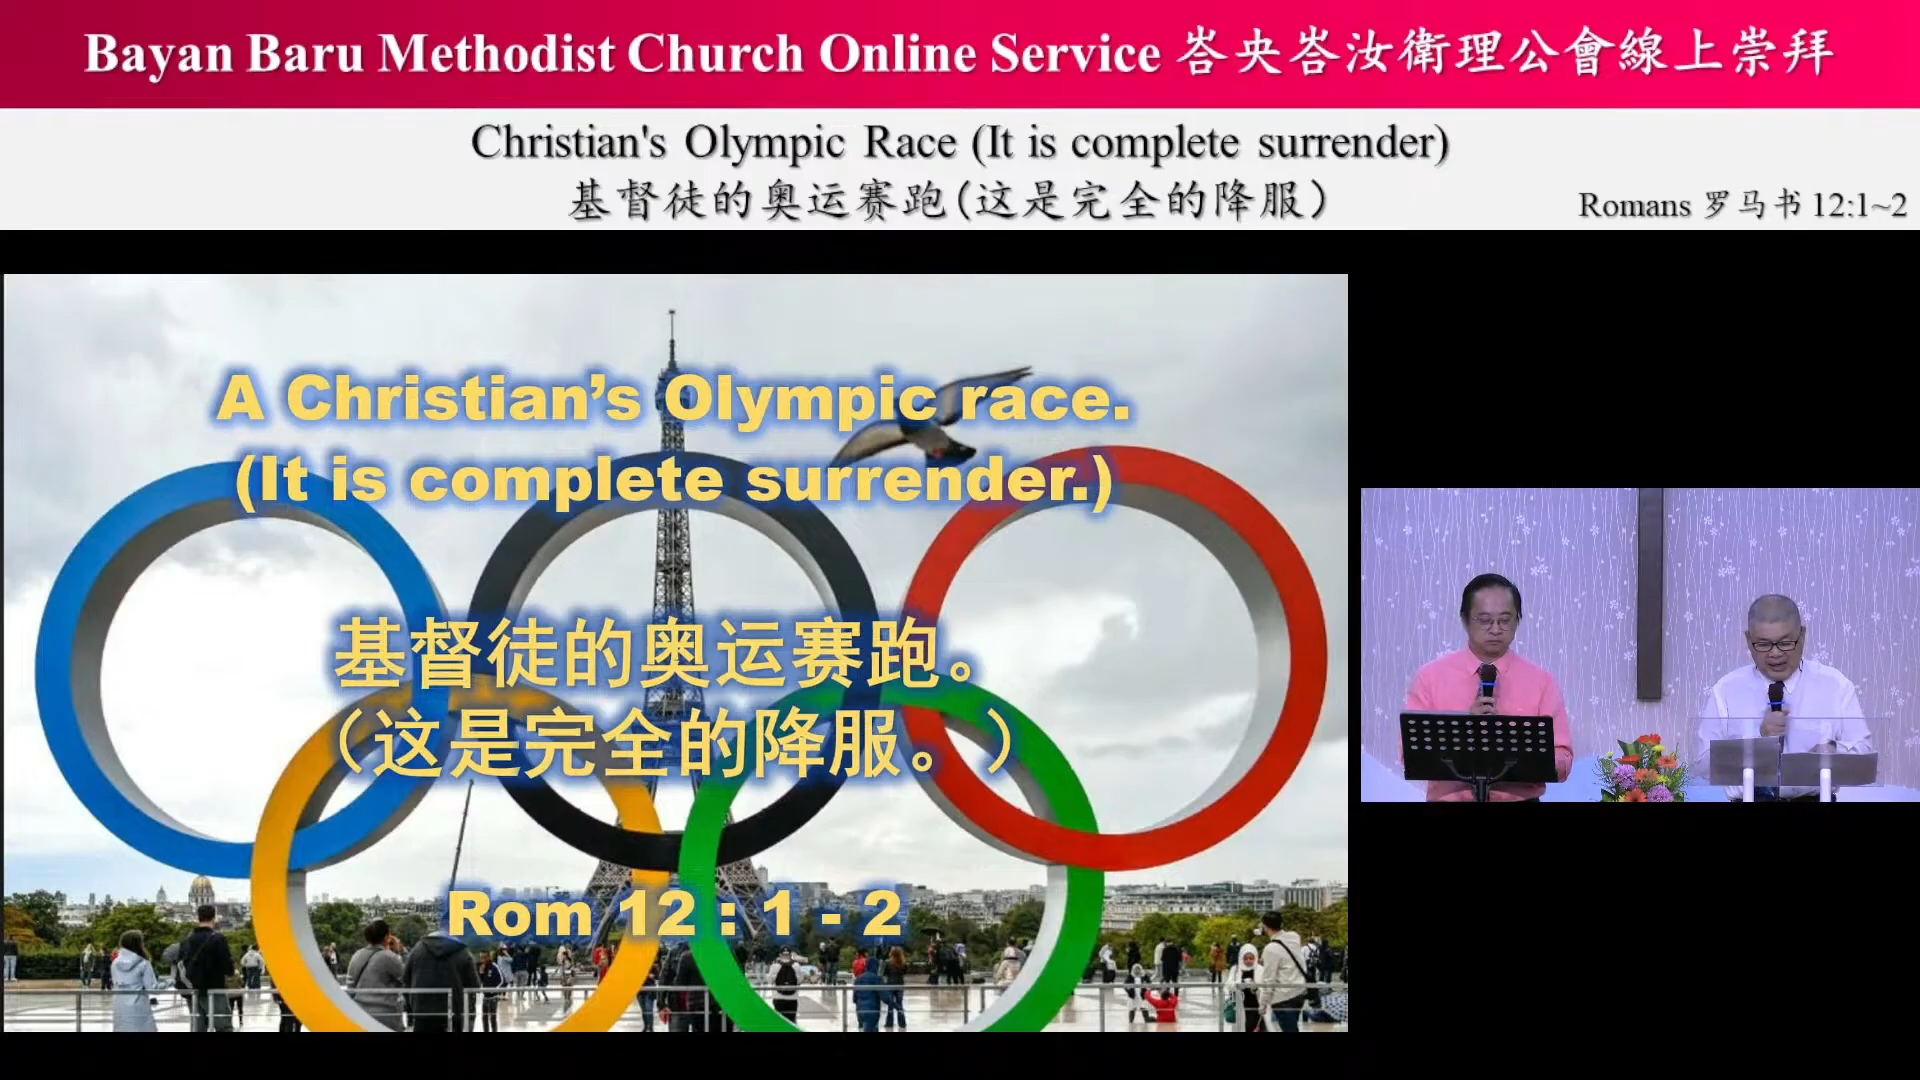 Bayan Baru Methodist Church Online Service 峇央峇汝衛理公會線上崇拜
Christian's Olympic Race (It is complete surrender)
基督徒的奥运赛跑(这是完全的降服)
Romans 罗马书 12:1~2
A Christian’s Olympic race.
(It is complete surrender.)
基督徒的奥运赛跑。
（这是完全的降服。）
Rom 12 : 1 - 2